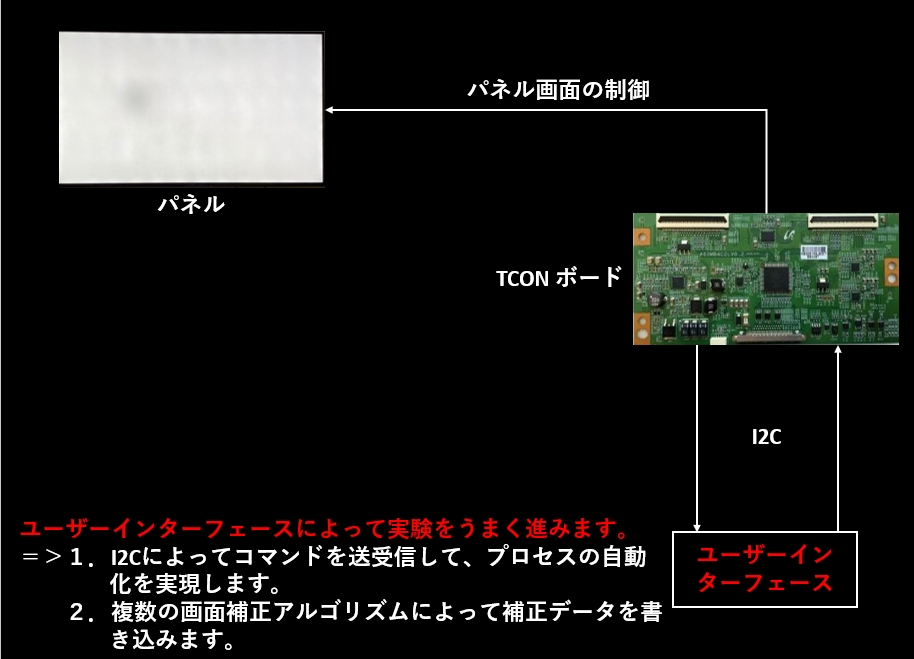 パネル画面の制御
パネル
TCON ボード
I2C
ユーザーインターフェースによって実験をうまく進みます。
＝＞１．I2Cによってコマンドを送受信して、プロセスの自動
化を実現します。
２．複数の画面補正アルゴリズムによって補正データを書
き込みます。
ユーザーイン
ターフェース